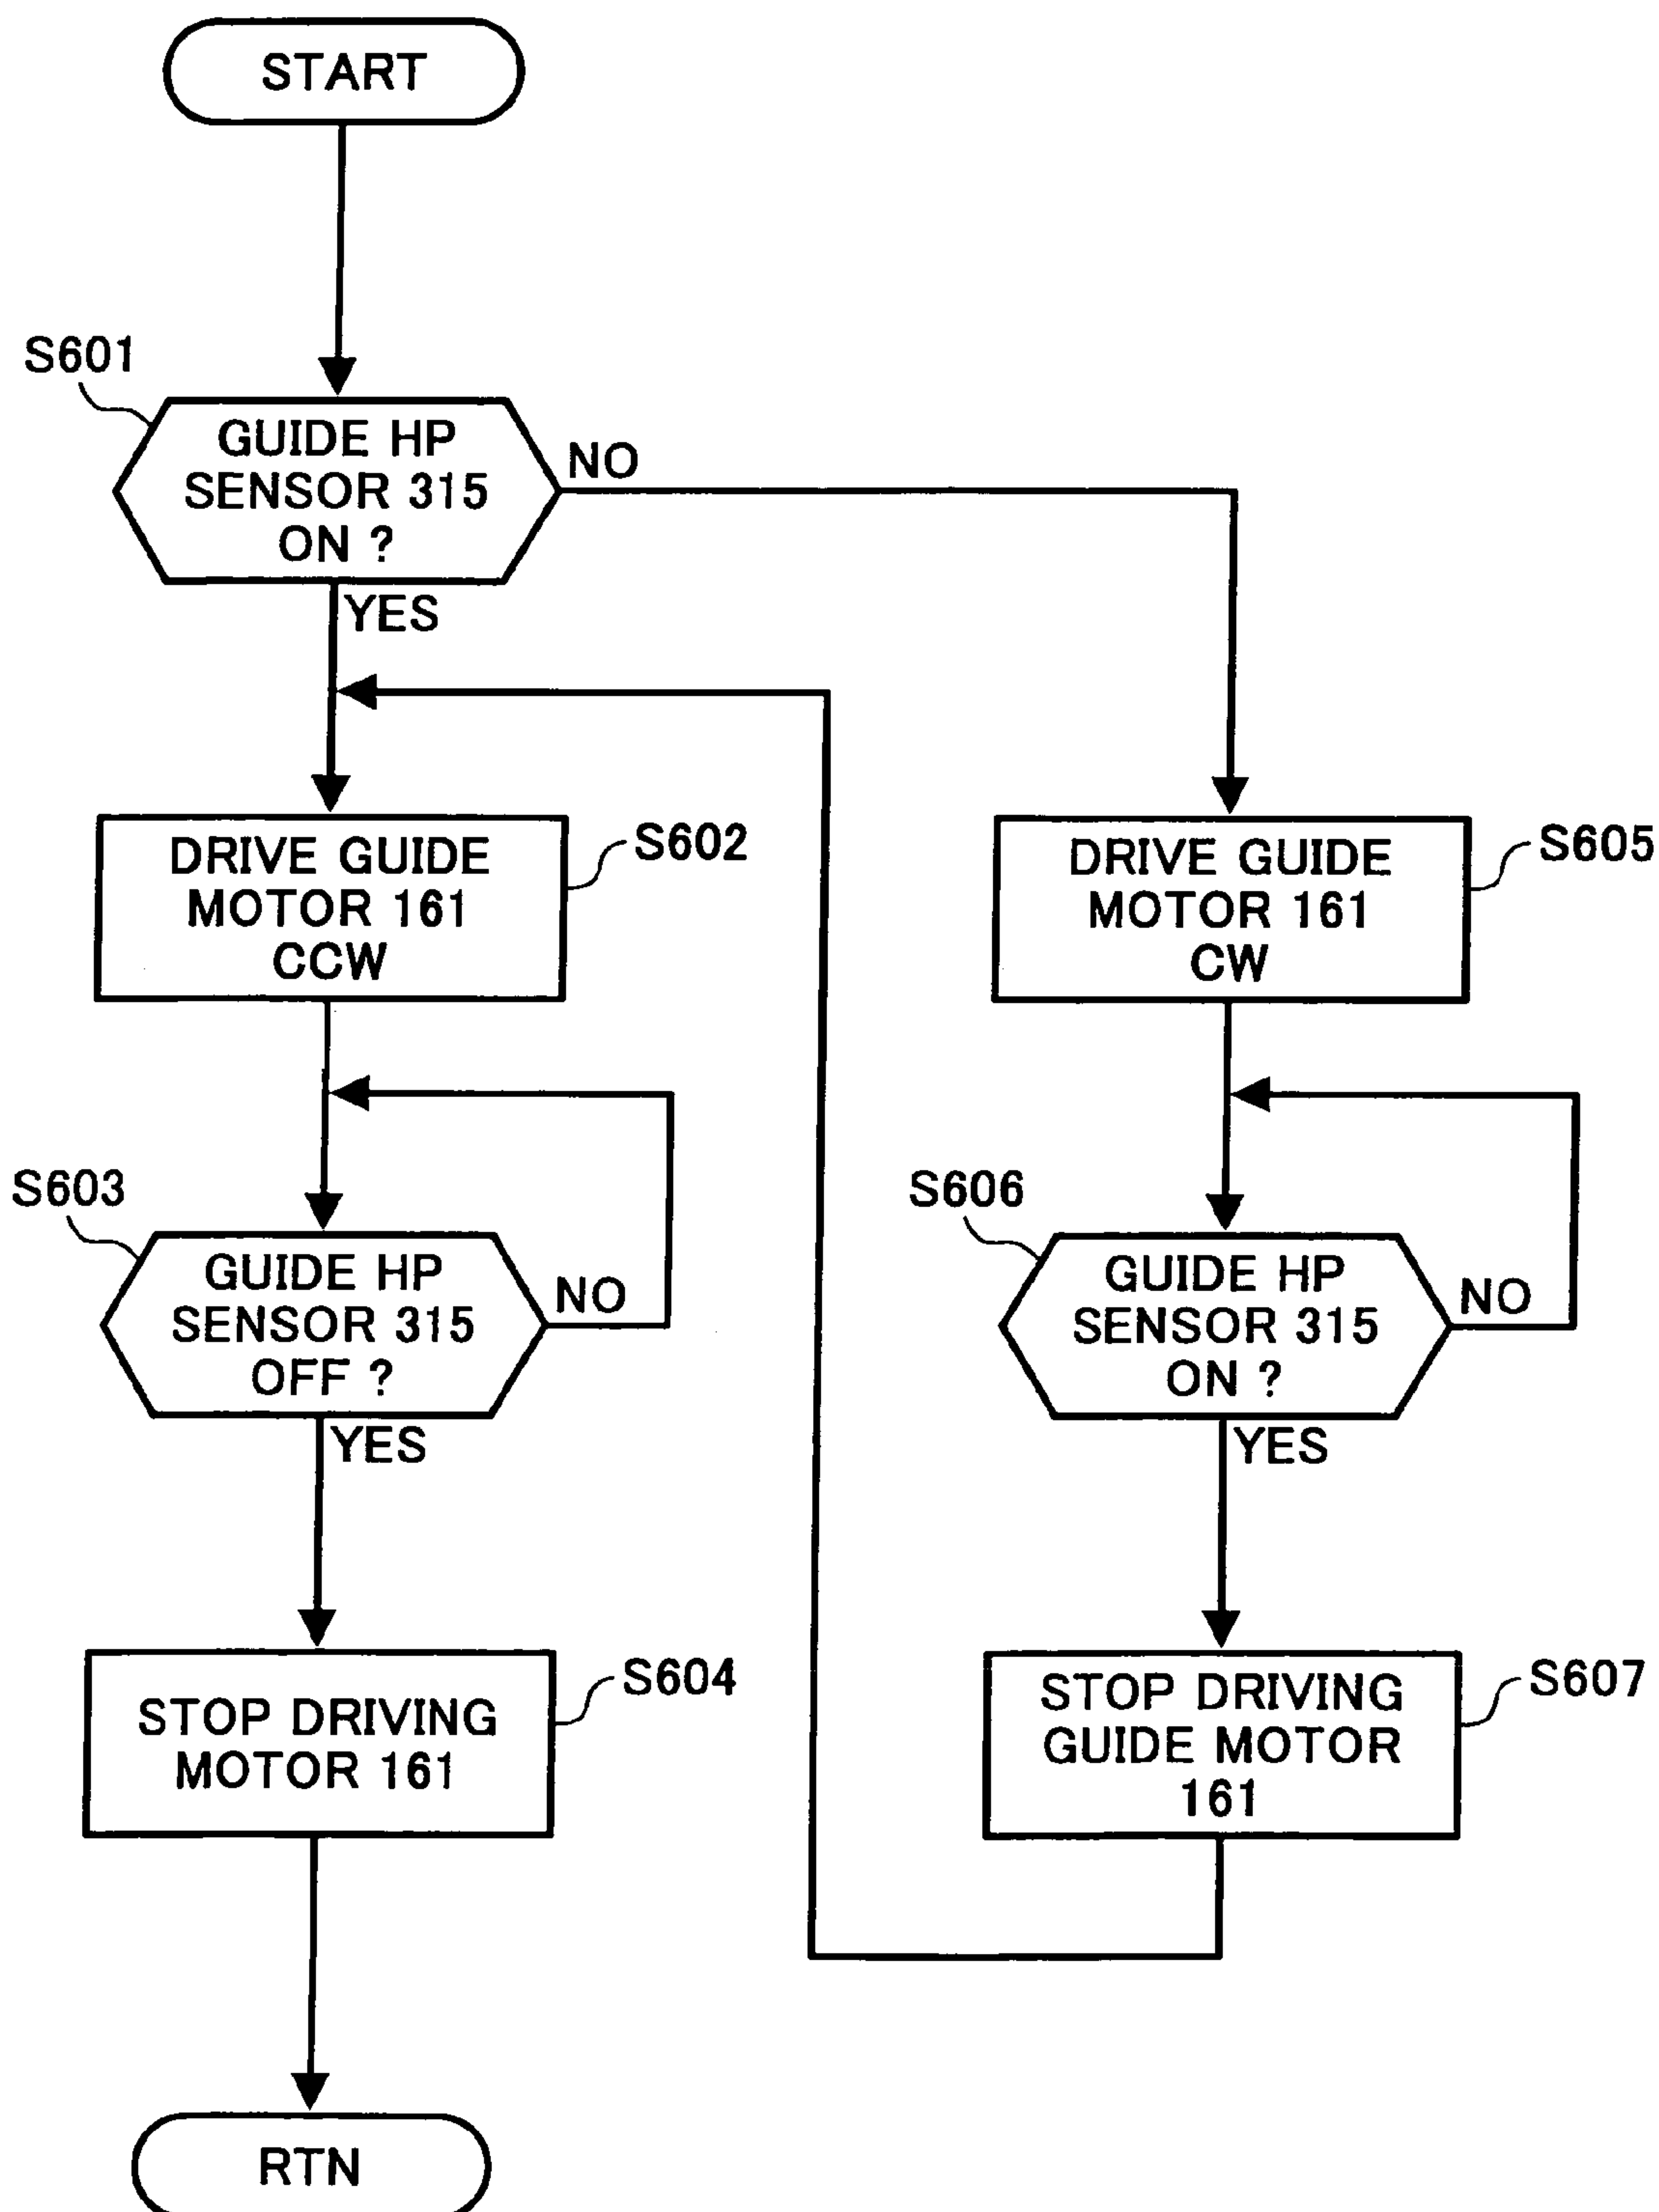 START
S601
GUIDE HP
SENSOR 315
ON ?
NO
YES
DRIVE GUIDE
MOTOR 161
CCW
S602
DRIVE GUIDE
MOTOR 161
CW
S605
S603
GUIDE HP
SENSOR 315
OFF ?
NO
YES
S606
GUIDE HP
SENSOR 315
ON ?
NO
YES
STOP DRIVING
MOTOR 161
S604
STOP DRIVING
GUIDE MOTOR
161
S607
RTN